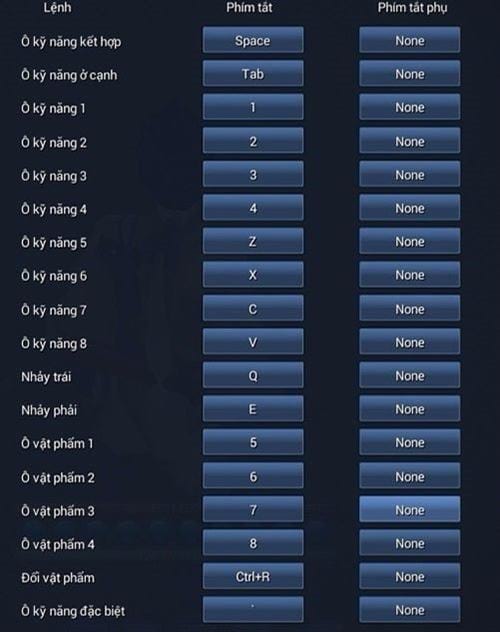 Lệnh Phím tắt Phím tắt phụ
Ô kỹ năng kết hợp Space None
Ô kỹ năng ở cạnh Tab None
Ô kỹ năng 1 1 None
Ô kỹ năng 2 2 None
Ô kỹ năng 3 3 None
Ô kỹ năng 4 4 None
Ô kỹ năng 5 Z None
Ô kỹ năng 6 X None
Ô kỹ năng 7 C None
Ô kỹ năng 8 V None
Nhảy trái Q None
Nhảy phải E None
Ô vật phẩm 1 5 None
Ô vật phẩm 2 6 None
Ô vật phẩm 3 7 None
Ô vật phẩm 4 8 None
Đổi vật phẩm Ctrl+R None
Ô kỹ năng đặc biệt ` None